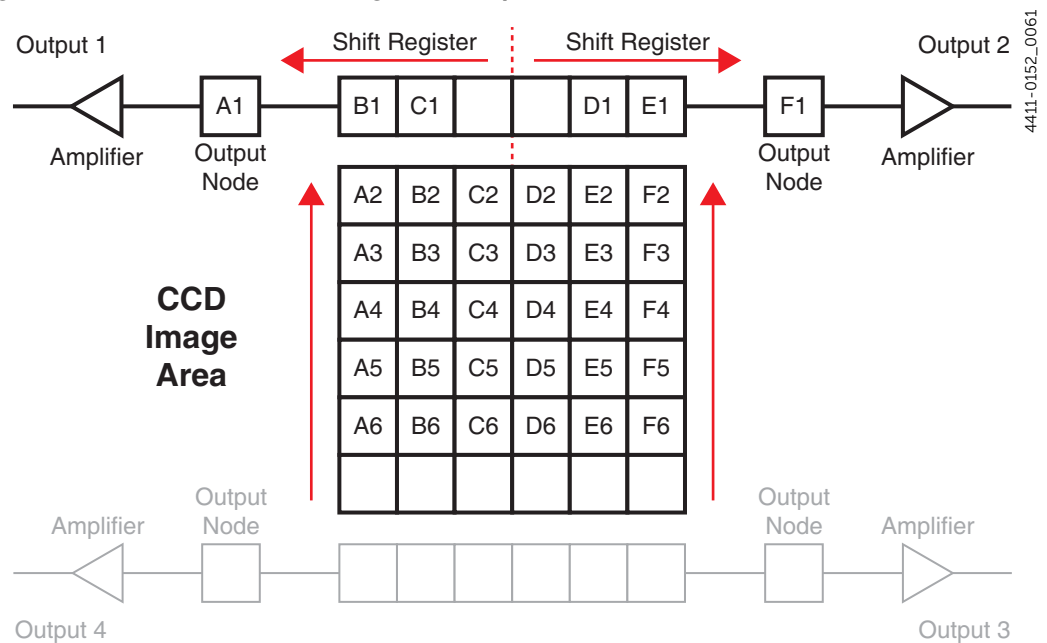 Output 1
Shift Register
Shift Register
Output 2
4411-0152_0061
A1
B1 C1 D1 E1
F1
Amplifier
Output
Node
Output
Node
Amplifier
A2 B2 C2 D2 E2 F2
A3 B3 C3 D3 E3 F3
CCD
Image
Area
A4 B4 C4 D4 E4 F4
A5 B5 C5 D5 E5 F5
A6 B6 C6 D6 E6 F6
Output
Node
Output
Node
Amplifier
Amplifier
Output 4
Output 3